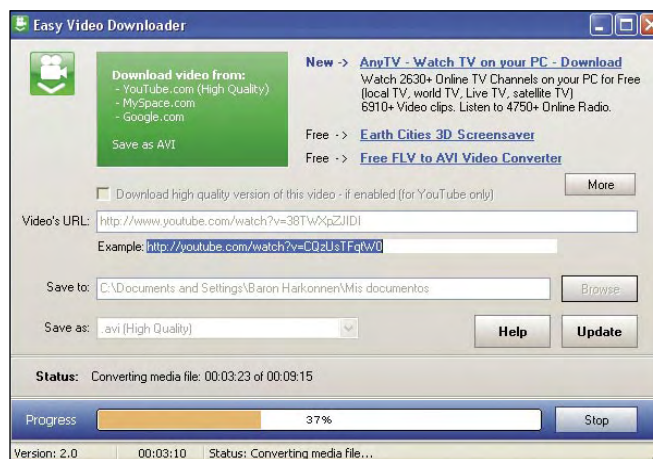 Easy Video Downloader
Download video from:
- YouTube.com (High Quality)
- MySpace.com
- Google.com
Save as AVI
New -> AnyTV - Watch TV on your PC - Download
Watch 2630+ Online TV Channels on your PC for Free
(local TV, world TV, Live TV, satellite TV)
6910+ Video clips. Listen to 4750+ Online Radio.
Free -> Earth Cities 3D Screensaver
Free -> Free FLV to AVI Video Converter
More
Download high quality version of this video - if enabled (for YouTube only)
Video's URL: http://www.youtube.com/watch?v=38TWXpZJIDI
Example: http://youtube.com/watch?v=CQzUsTFqtW0
Save to: C:\Documents and Settings\Baron Harkonnen\Mis documentos Browse
Save as: .avi (High Quality) Help Update
Status: Converting media file: 00:03:23 of 00:09:15
Progress 37% Stop
Version: 2.0 00:03:10 Status: Converting media file...